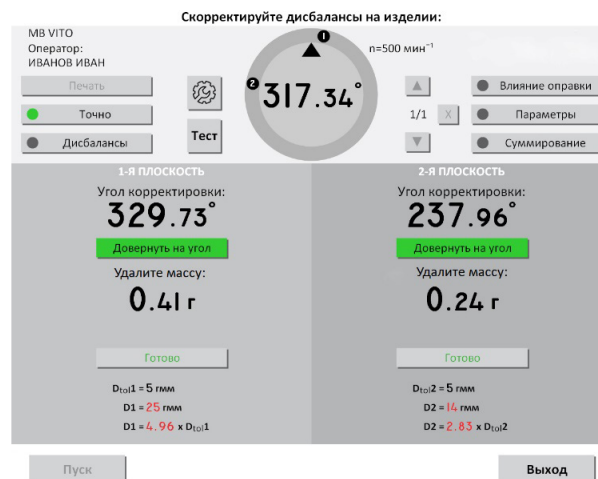 Скорректируйте дисбалансы на изделии:
MB VITO
Оператор:
ИВАНОВ ИВАН
n=500 мин⁻¹
1
2
317.34°
Печать
Точно
Дисбалансы
Тест
1/1
X
Влияние оправки
Параметры
Суммирование
1-Я ПЛОСКОСТЬ
Угол корректировки:
329.73°
Довернуть на угол
Удалите массу:
0.41 г
Готово
Dtol1 = 5 гмм
D1 = 25 гмм
D1 = 4.96 x Dtol1
2-Я ПЛОСКОСТЬ
Угол корректировки:
237.96°
Довернуть на угол
Удалите массу:
0.24 г
Готово
Dtol2 = 5 гмм
D2 = 14 гмм
D2 = 2.83 x Dtol2
Пуск
Выход